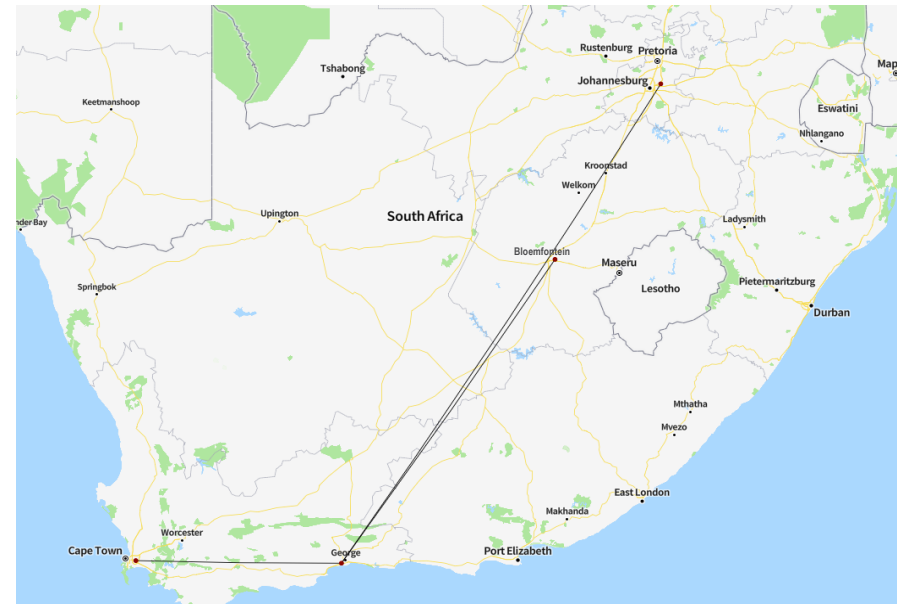 Rustenburg
Pretoria
Tshabong
Johannesburg
Keetmanshoop
Eswatini
Nhlangano
Kroonstad
Welkom
Upington
South Africa
Ladysmith
Bloemfontein
Maseru
Springbok
Lesotho
Pietermaritzburg
Durban
Mthatha
Mvezo
East London
Makhanda
Worcester
Cape Town
George
Port Elizabeth
Map
nder Bay